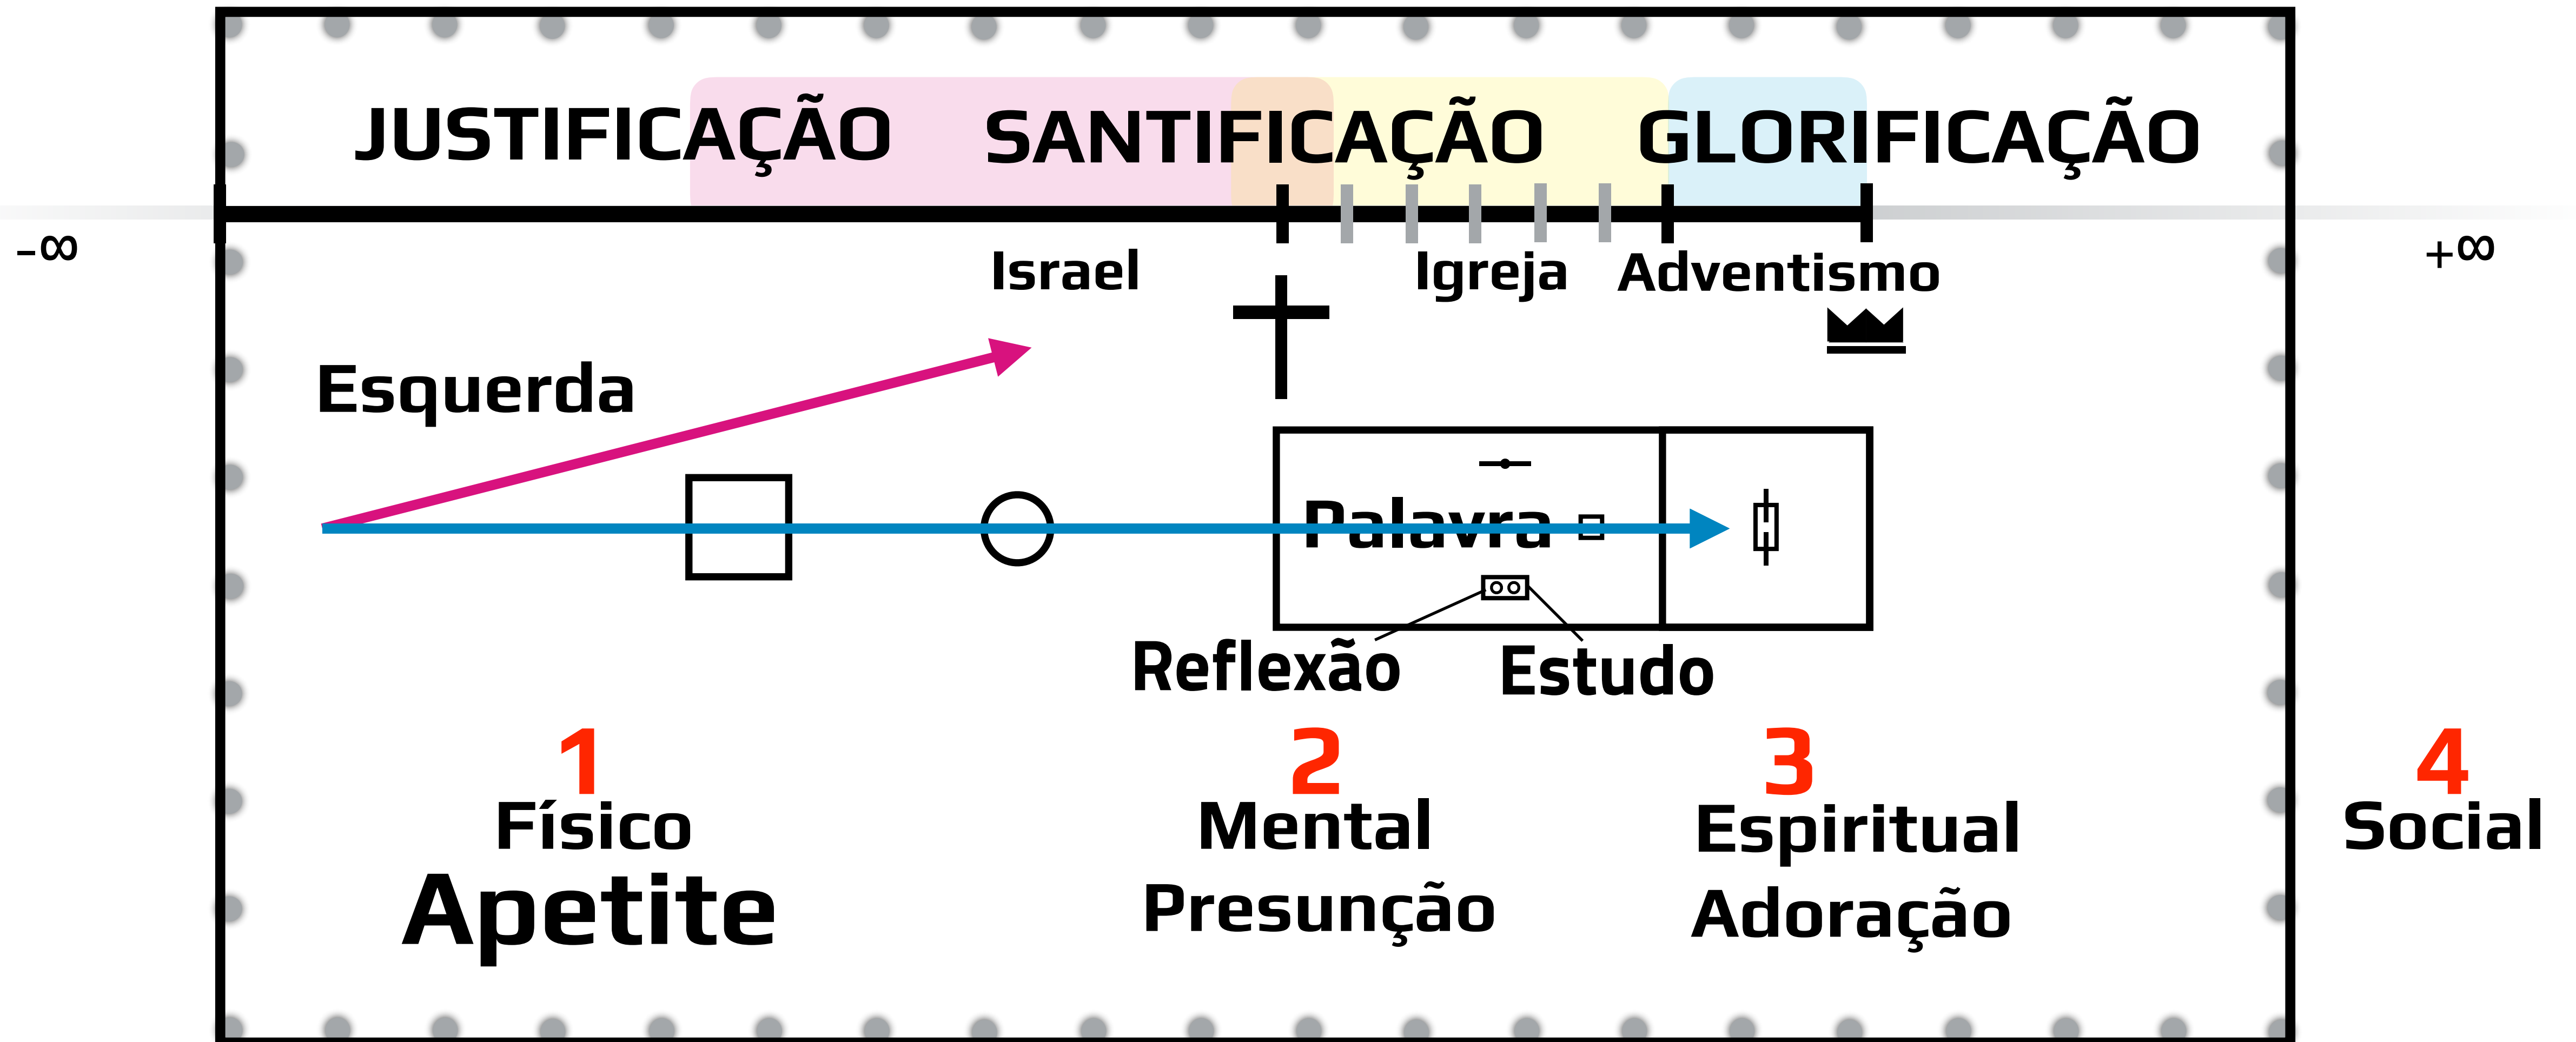 JUSTIFICAÇÃO SANTIFICAÇÃO GLORIFICAÇÃO
-∞ +∞
Israel Igreja Adventismo
Esquerda
Palavra
Reflexão Estudo
1 2 3 4
Físico Mental Espiritual Social
Apetite Presunção Adoração